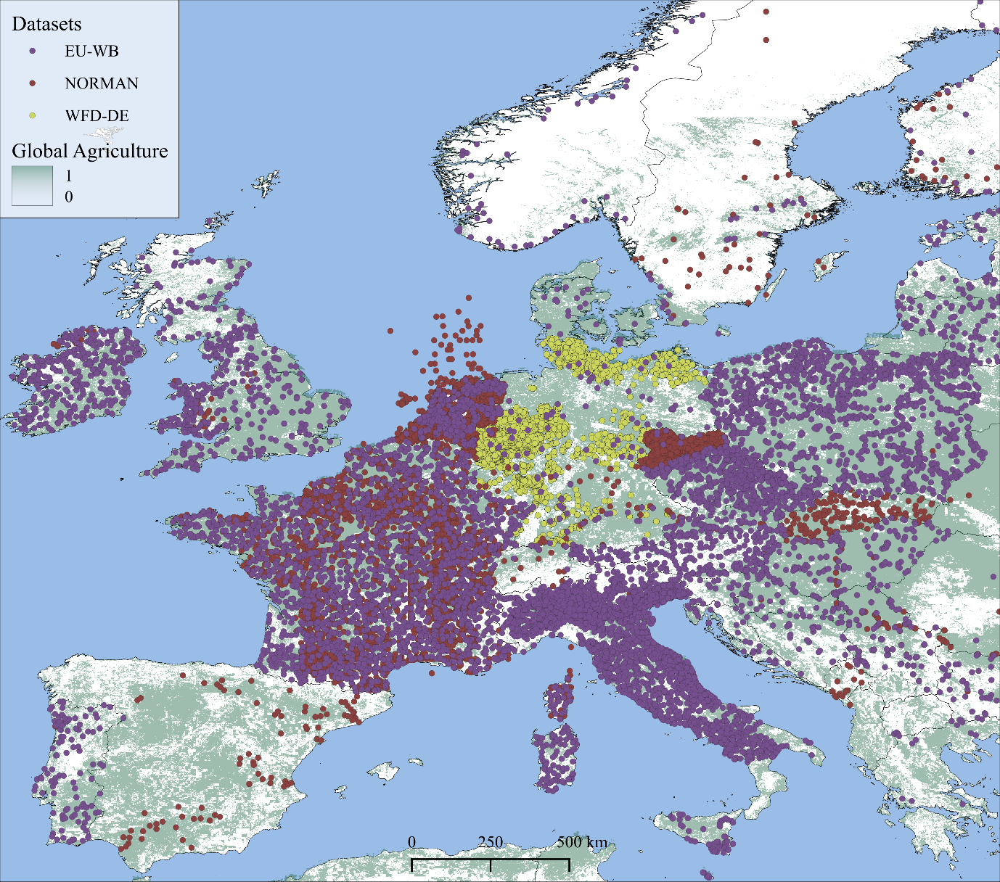 Datasets
EU-WB
NORMAN
WFD-DE
Global Agriculture
1
0
0 250 500 km